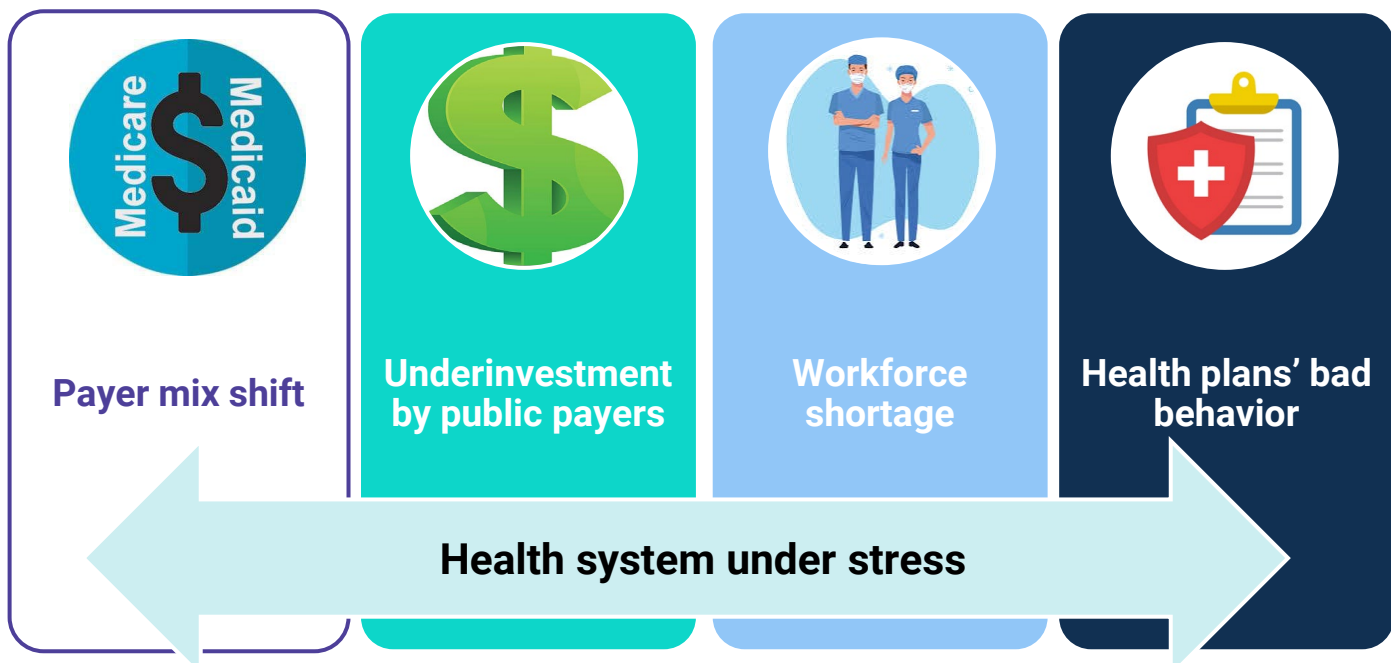 Medicare
Medicaid
Payer mix shift
Underinvestment
by public payers
Workforce
shortage
Health plans’ bad
behavior
Health system under stress